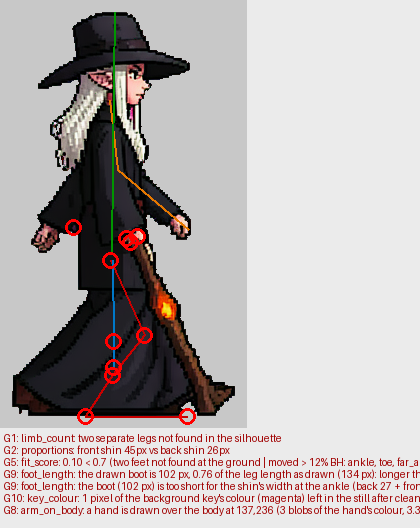 G1: limb_count two separate legs not found in the silhouette
G2: proportions: front shin 45px vs back shin 26px
G5: fit_score: 0.10 < 0.7 (two feet not found at the ground | moved > 12% BH: ankle, toe, far_a
G9: foot_length: the drawn boot is 102 px, 0.76 of the leg length as drawn (134 px): longer th
G9: foot_length: the boot (102 px) is too short for the shin's width at the ankle (back 27 + fron
G10: key_colour: 1 pixel of the background key's colour (magenta) left in the still after clean
G8: arm_on_body: a hand is drawn over the body at 137,236 (3 blobs of the hand's colour, 3.3